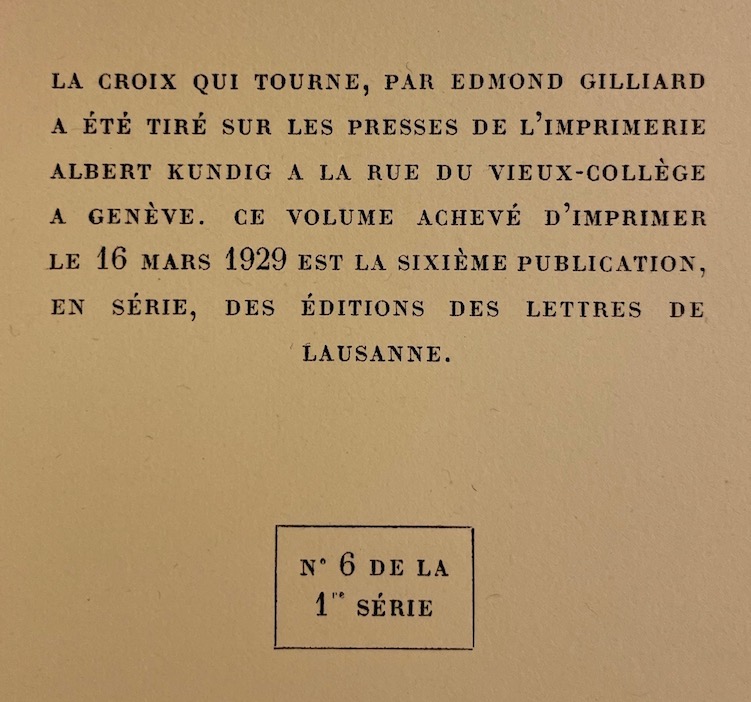 LA CROIX QUI TOURNE, PAR EDMOND GILLIARD
A ÉTÉ TIRÉ SUR LES PRESSES DE L'IMPRIMERIE
ALBERT KUNDIG A LA RUE DU VIEUX-COLLÈGE
A GENÈVE. CE VOLUME ACHEVÉ D'IMPRIMER
LE 16 MARS 1929 EST LA SIXIÈME PUBLICATION,
EN SÉRIE, DES ÉDITIONS DES LETTRES DE
LAUSANNE.
N° 6 DE LA
1re SÉRIE